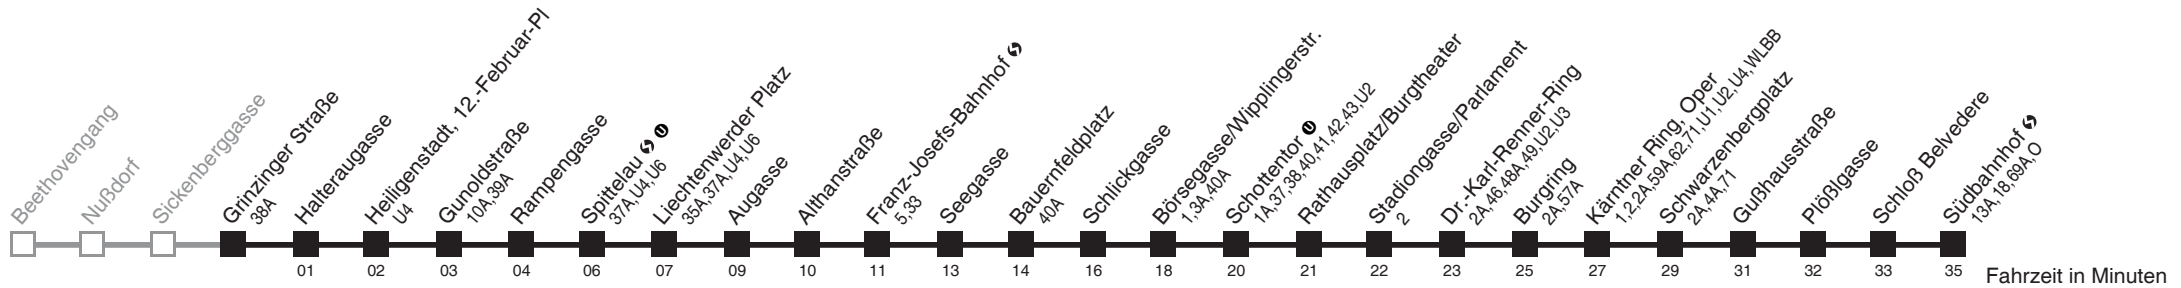 Beethovengang
Nußdorf
Sickenberggasse
Grinzinger Straße
38A
Halteraugasse
01
Heiligenstadt, 12.-Februar-Pl
U4
02
Gunoldstraße
10A,39A
03
Rampengasse
04
Spittelau
37A,U4,U6
06
Liechtenwerder Platz
35A,37A,U4,U6
07
Augasse
09
Althanstraße
10
Franz-Josefs-Bahnhof
5,33
11
Seegasse
13
Bauernfeldplatz
40A
14
Schlickgasse
16
Börsegasse/Wipplingerstr.
1,3A,40A
18
Schottentor U
1A,37,38,40,41,42,43,U2
20
Rathausplatz/Burgtheater
21
Stadiongasse/Parlament
2
22
Dr.-Karl-Renner-Ring
2A,46,48A,49,U2,U3
23
Burgring
2A,57A
25
Kärntner Ring, Oper
1,2,2A,59A,62,71,U1,U2,U4,WLBB
27
Schwarzenbergplatz
2A,4A,71
29
Gußhausstraße
31
Plößlgasse
32
Schloß Belvedere
33
Südbahnhof
13A,18,69A,O
35
Fahrzeit in Minuten